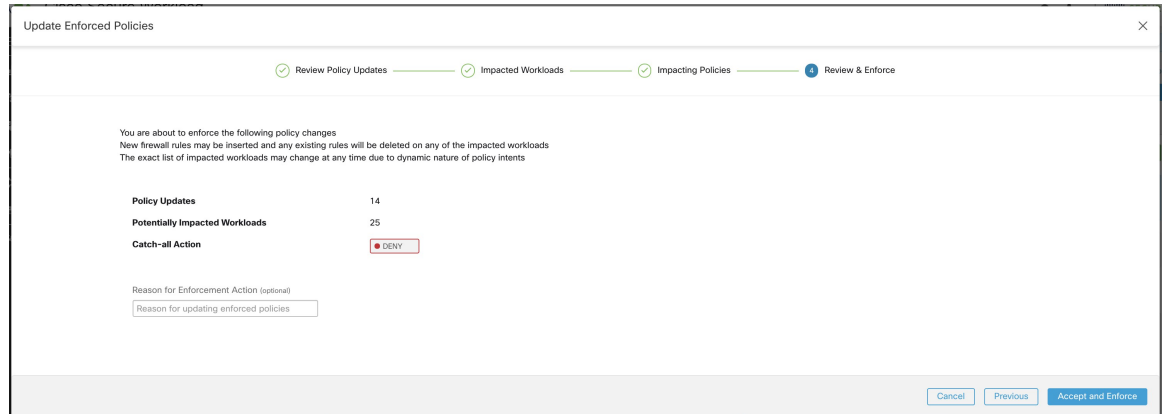 Update Enforced Policies
Review Policy Updates
Impacted Workloads
Impacting Policies
4 Review & Enforce
You are about to enforce the following policy changes
New firewall rules may be inserted and any existing rules will be deleted on any of the impacted workloads
The exact list of impacted workloads may change at any time due to dynamic nature of policy intents
Policy Updates 14
Potentially Impacted Workloads 25
Catch-all Action DENY
Reason for Enforcement Action (optional)
Reason for updating enforced policies
Cancel Previous Accept and Enforce